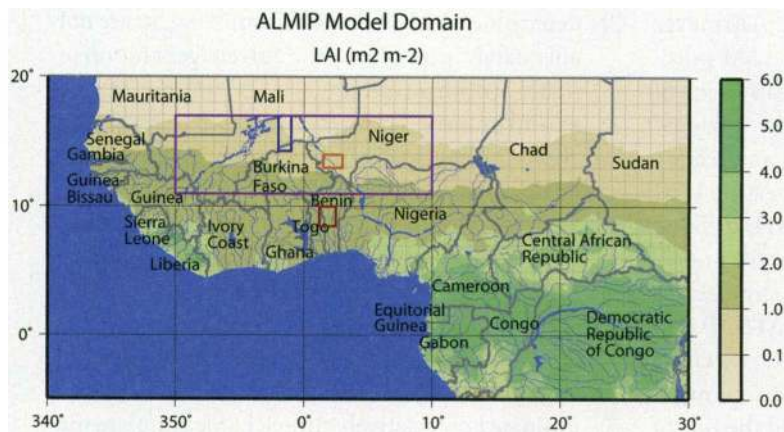 ALMIP Model Domain
LAI (m2 m-2)
20°
Mauritania
Mali
6.0
Niger
5.0
Senegal
Chad
Gambia
Sudan
Burkina
Faso
4.0
Guinea-
Bissau
Guinea
Benin
10°
Nigeria
3.0
Sierra
Leone
Ivory
Coast
Togo
Central African
Republic
Ghana
2.0
Liberia
Cameroon
1.0
Equitorial
Guinea
Congo
Democratic
Republic
of Congo
0°
Gabon
0.1
0.0
340°
350°
0°
10°
20°
30°